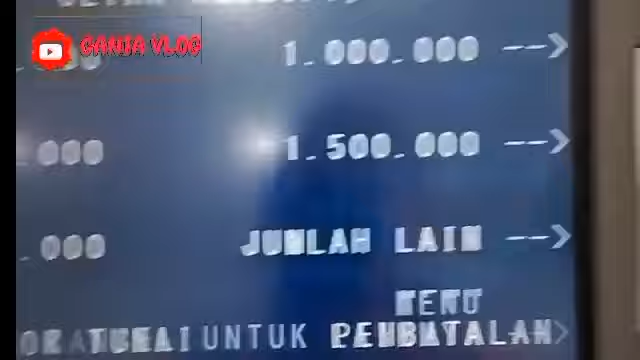 GANJA VLOG
1.000.000 -->
.000 1.500.000 -->
.000 JUMLAH LAIN -->
MENU
UNTUK PEMBATALAN>